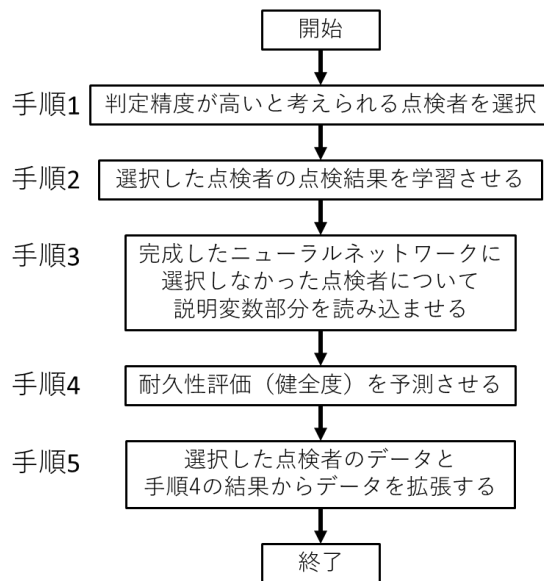 開始
手順1
判定精度が高いと考えられる点検者を選択
手順2
選択した点検者の点検結果を学習させる
手順3
完成したニューラルネットワークに
選択しなかった点検者について
説明変数部分を読み込ませる
手順4
耐久性評価（健全度）を予測させる
手順5
選択した点検者のデータと
手順4の結果からデータを拡張する
終了